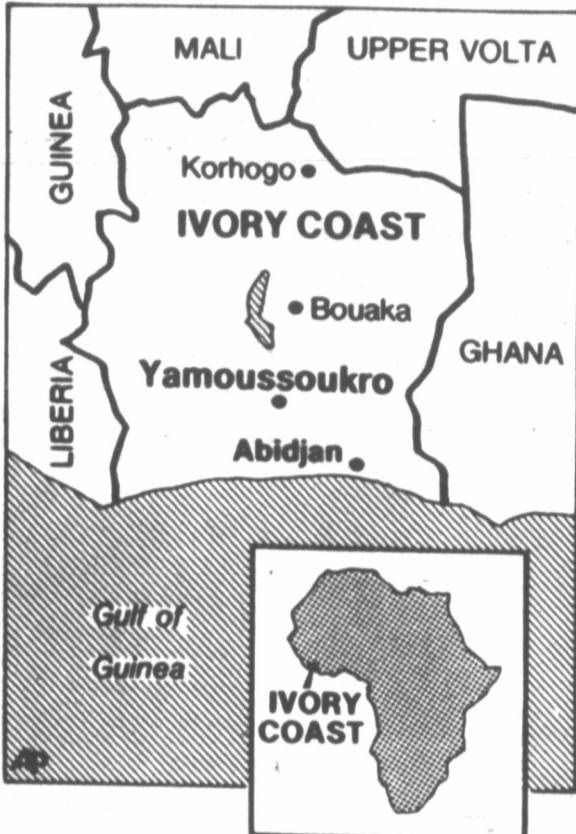 MALI
UPPER VOLTA
GUINEA
Korhogo
IVORY COAST
Bouaka
GHANA
Yamoussoukro
LIBERIA
Abidjan
Gulf of
Guinea
IVORY
COAST
AP